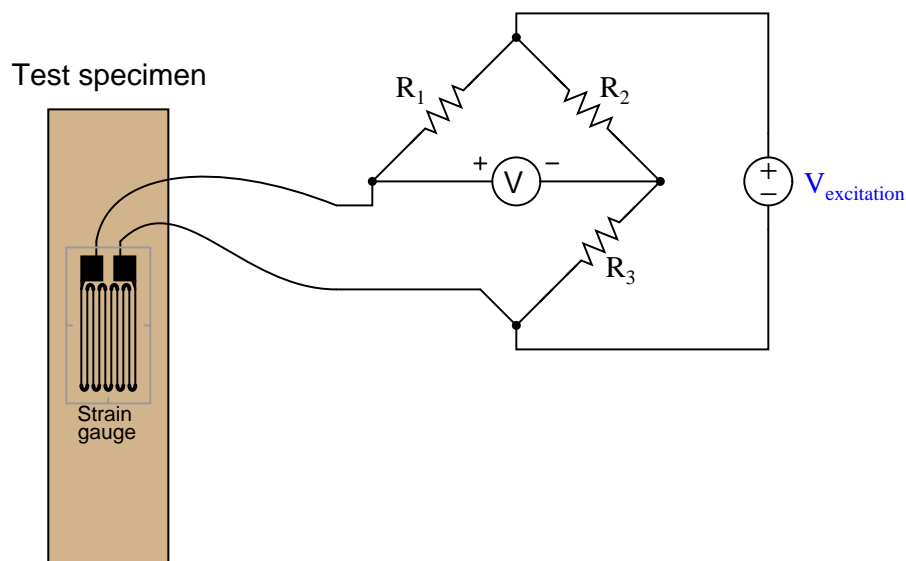 Test specimen
R1
R2
+
−
V
+
−
Vexcitation
R3
Strain
gauge